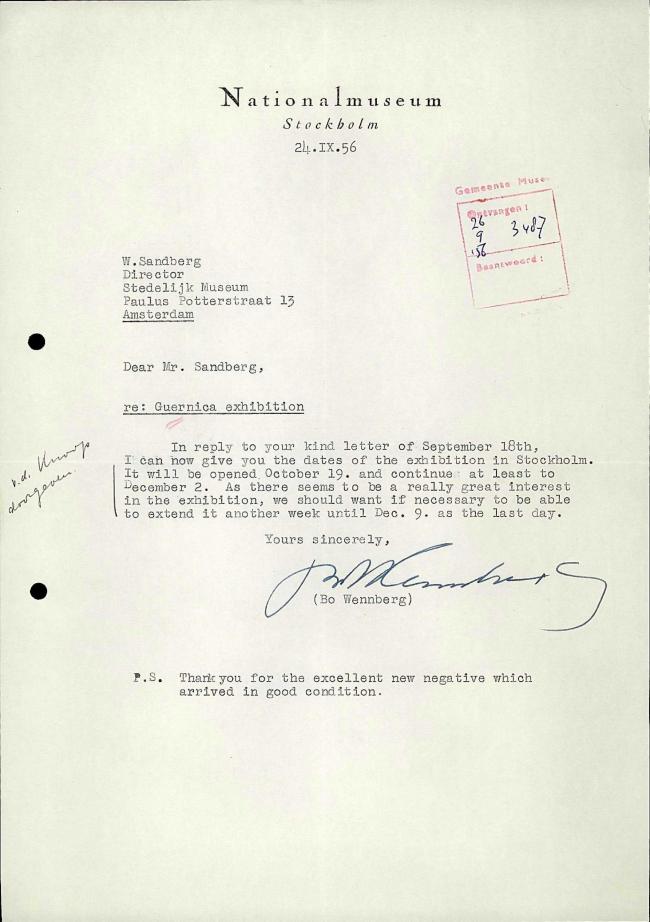 Nationalmuseum
Stockholm
24.IX.56
Gemeente Muse
Ontvangen:
26
9
'56
3487
Beantwoord:
W.Sandberg
Director
Stedelijk Museum
Paulus Potterstraat 13
Amsterdam
Dear Mr. Sandberg,
re: Guernica exhibition
v.d. Knoop
doorgeven.
In reply to your kind letter of September 18th,
I can now give you the dates of the exhibition in Stockholm.
It will be opened October 19. and continue at least to
December 2. As there seems to be a really great interest
in the exhibition, we should want if necessary to be able
to extend it another week until Dec. 9. as the last day.
Yours sincerely,
Bo Wennberg
(Bo Wennberg)
P.S. Thank you for the excellent new negative which
arrived in good condition.